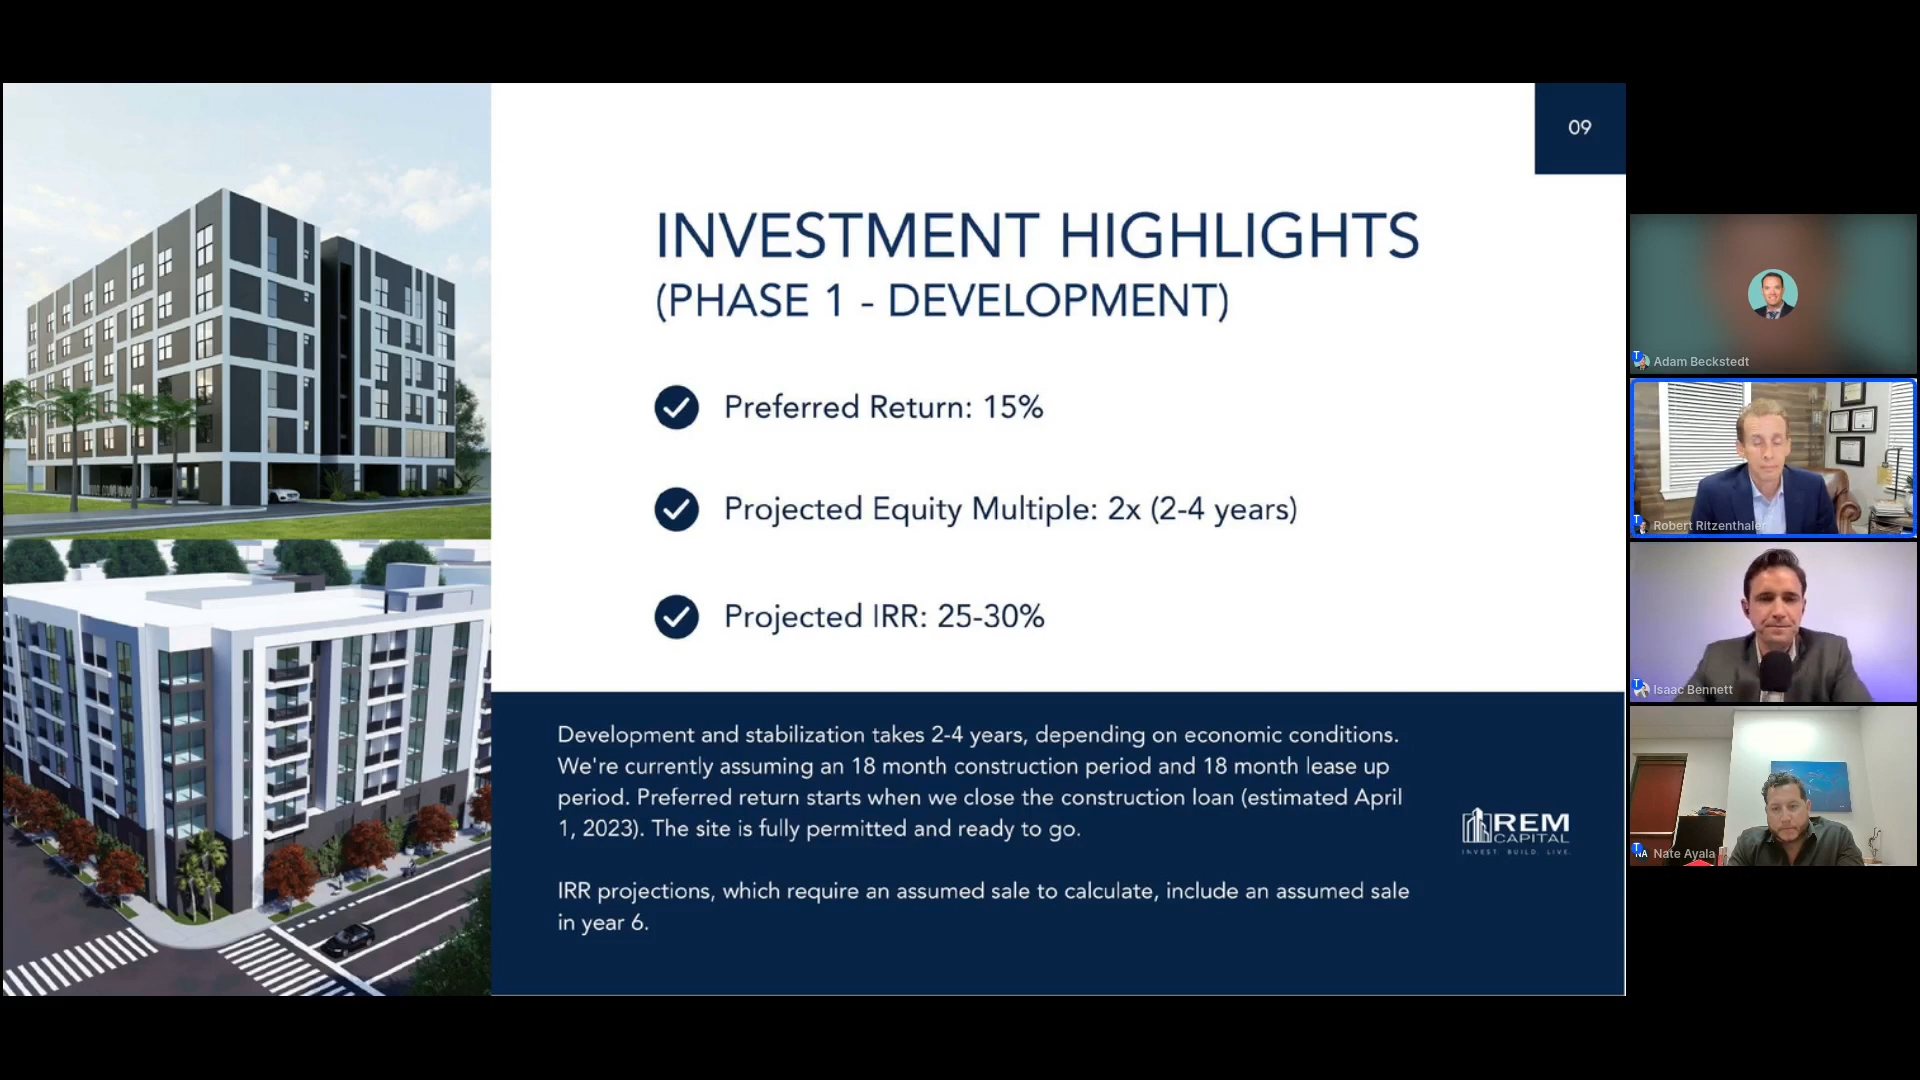 09
INVESTMENT HIGHLIGHTS
(PHASE 1 - DEVELOPMENT)
Preferred Return: 15%
Projected Equity Multiple: 2x (2-4 years)
Projected IRR: 25-30%
Development and stabilization takes 2-4 years, depending on economic conditions.
We're currently assuming an 18 month construction period and 18 month lease up
period. Preferred return starts when we close the construction loan (estimated April
1, 2023). The site is fully permitted and ready to go.
IRR projections, which require an assumed sale to calculate, include an assumed sale
in year 6.
REM
CAPITAL
INVEST. BUILD. LIVE.
Adam Beckstedt
Robert Ritzenthaler
Isaac Bennett
NA Nate Ayala